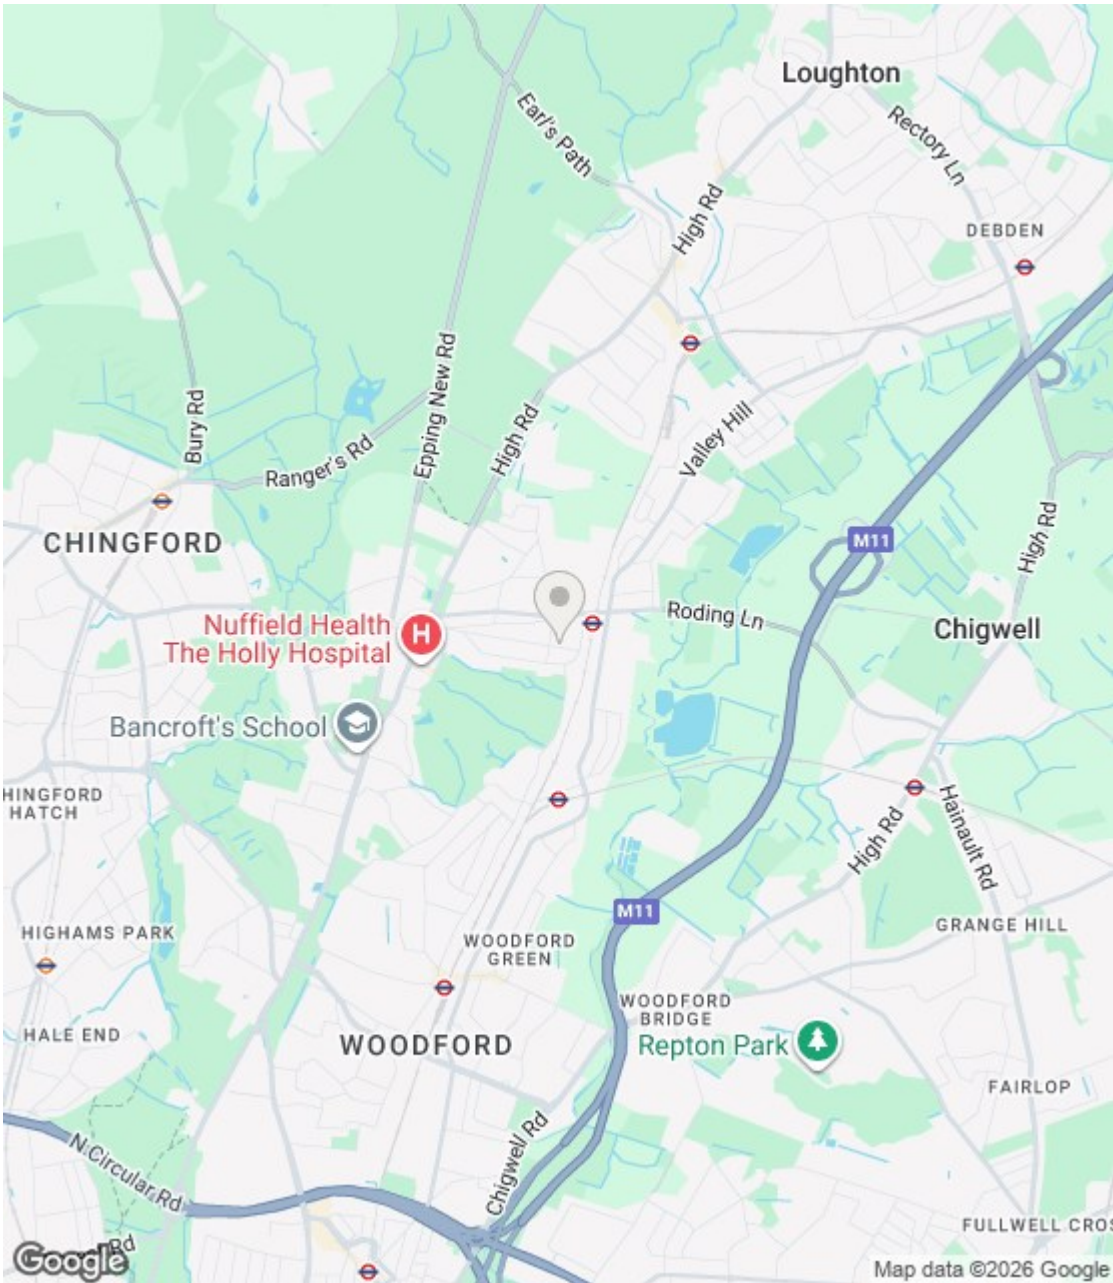 Loughton
Earl's Path
Rectory Ln
High Rd
DEBDEN
Epping New Rd
Bury Rd
High Rd
Valley Hill
Ranger's Rd
CHINGFORD
M11
High Rd
Nuffield Health
The Holly Hospital
H
Roding Ln
Chigwell
Bancroft's School
HINGFORD
HATCH
High Rd
Hainault Rd
M11
HIGHAMS PARK
WOODFORD
GREEN
GRANGE HILL
HALE END
WOODFORD
WOODFORD
BRIDGE
Repton Park
FAIRLOP
N.Circular Rd
Chigwell Rd
FULLWELL CROS
Rd
Google
Map data ©2026 Google